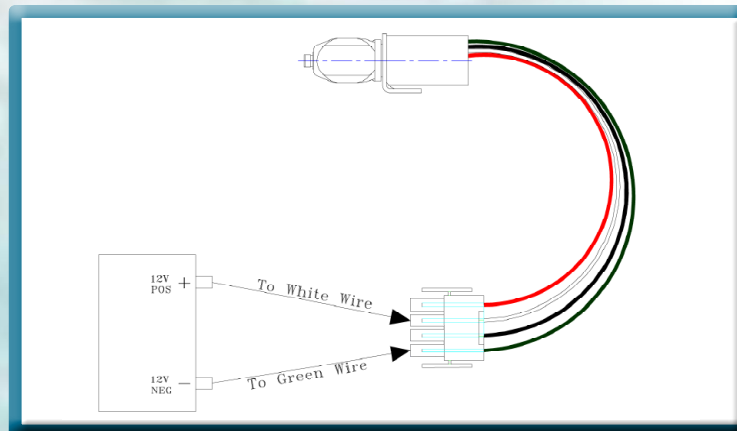 12V
POS
+
To White Wire
12V
NEG
−
To Green Wire